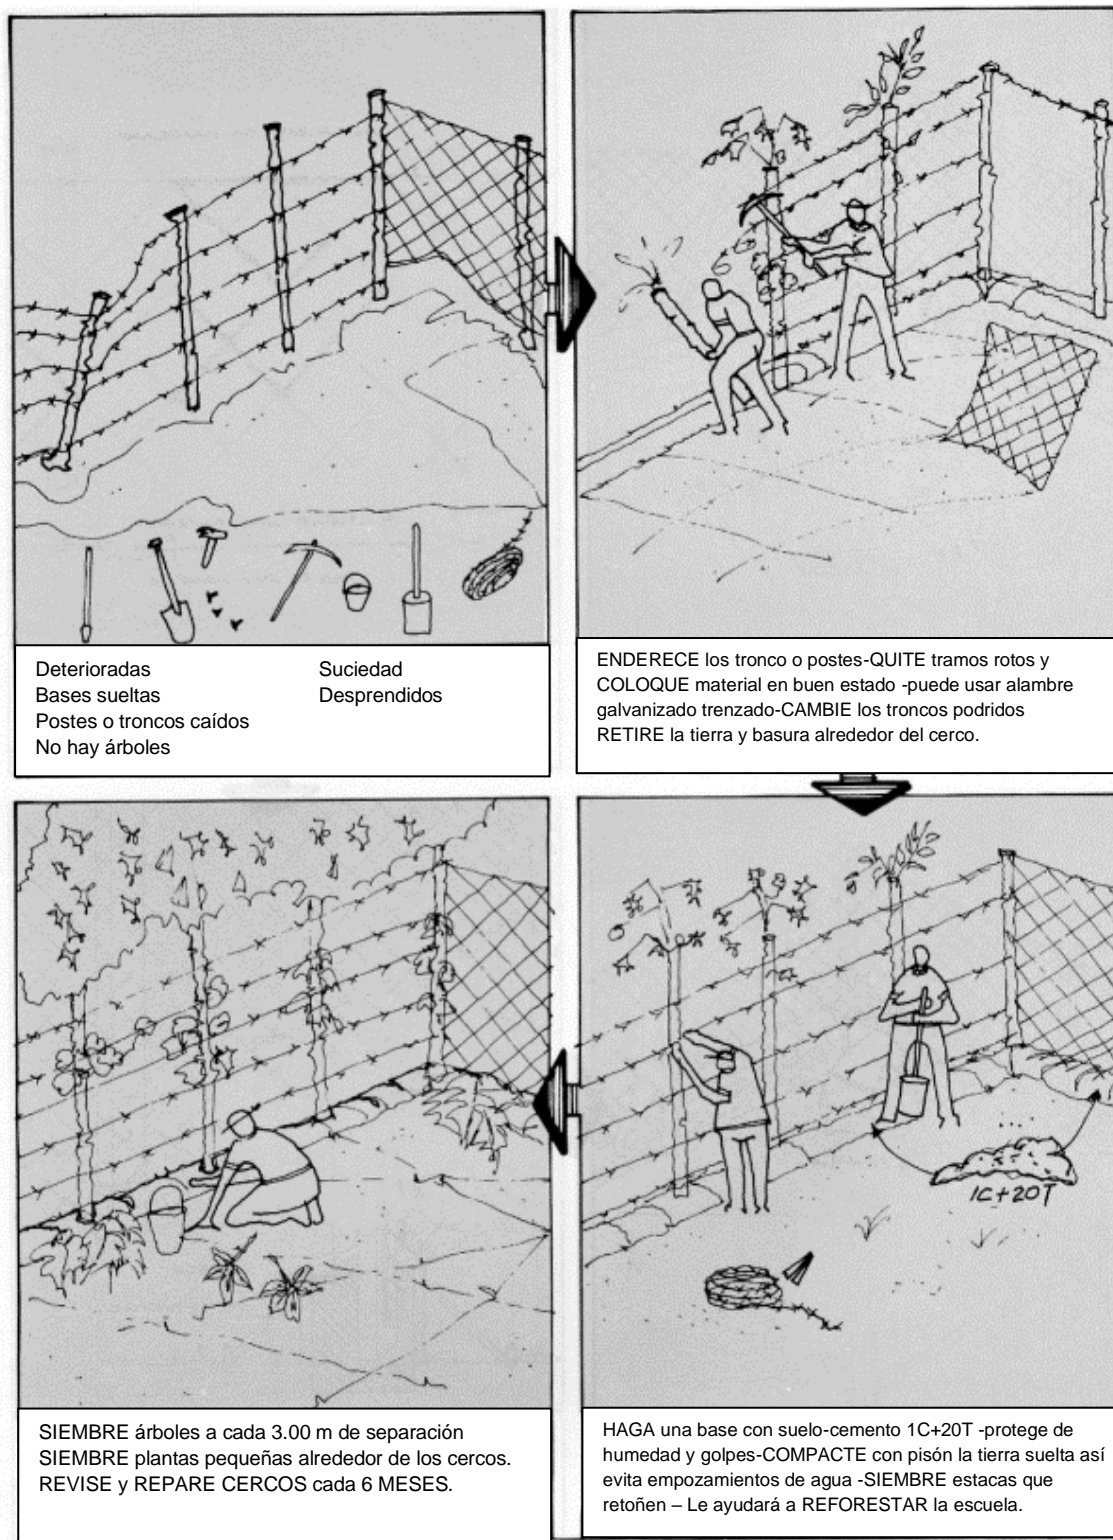 Deterioradas
Bases sueltas
Postes o troncos caídos
No hay árboles
Suciedad
Desprendidos
ENDERECE los tronco o postes-QUITE tramos rotos y
COLOQUE material en buen estado -puede usar alambre
galvanizado trenzado-CAMBIE los troncos podridos
RETIRE la tierra y basura alrededor del cerco.
1C+20T
HAGA una base con suelo-cemento 1C+20T -protege de
humedad y golpes-COMPACTE con pisón la tierra suelta así
evita empozamientos de agua -SIEMBRE estacas que
retoñen – Le ayudará a REFORESTAR la escuela.
SIEMBRE árboles a cada 3.00 m de separación
SIEMBRE plantas pequeñas alrededor de los cercos.
REVISE y REPARE CERCOS cada 6 MESES.